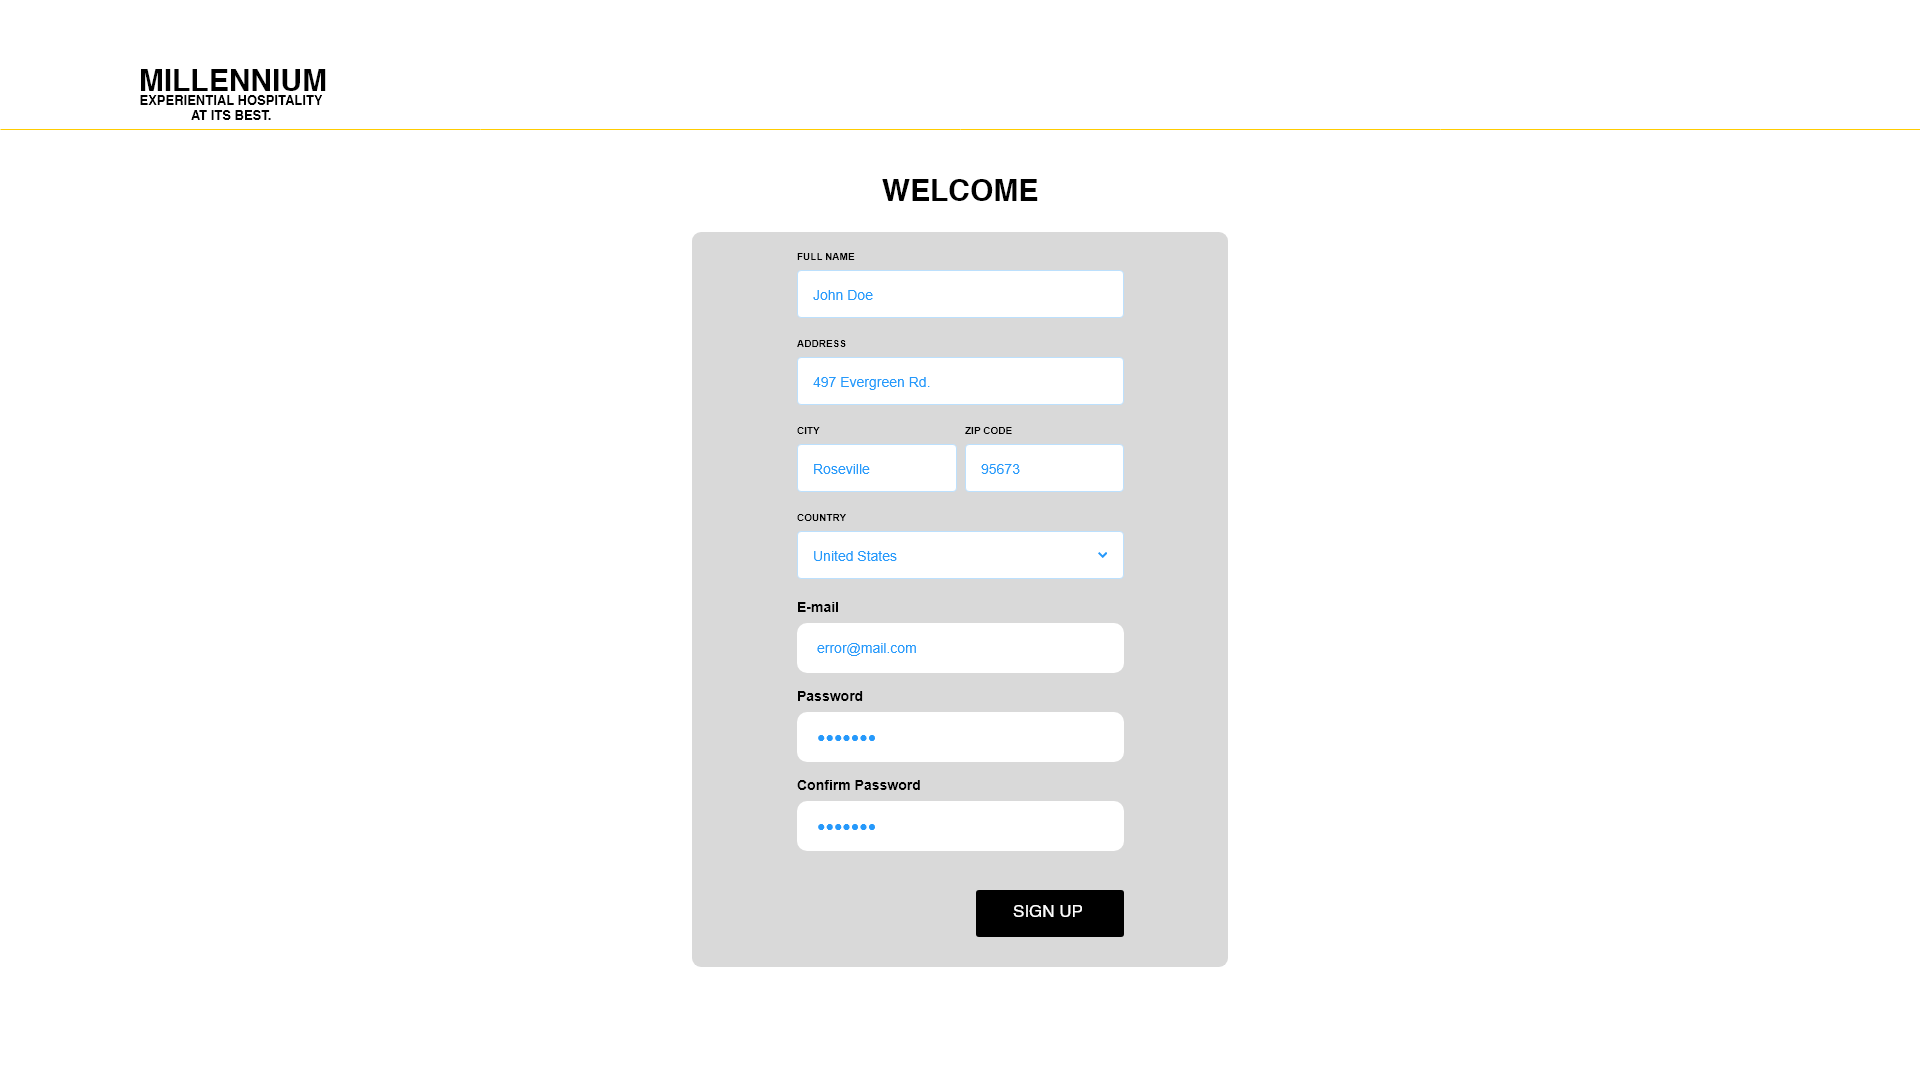 MILLENNIUM
EXPERIENTIAL HOSPITALITY
AT ITS BEST.
WELCOME
FULL NAME
John Doe
ADDRESS
497 Evergreen Rd.
CITY ZIP CODE
Roseville 95673
COUNTRY
United States
E-mail
error@mail.com
Password
•••••••
Confirm Password
•••••••
SIGN UP